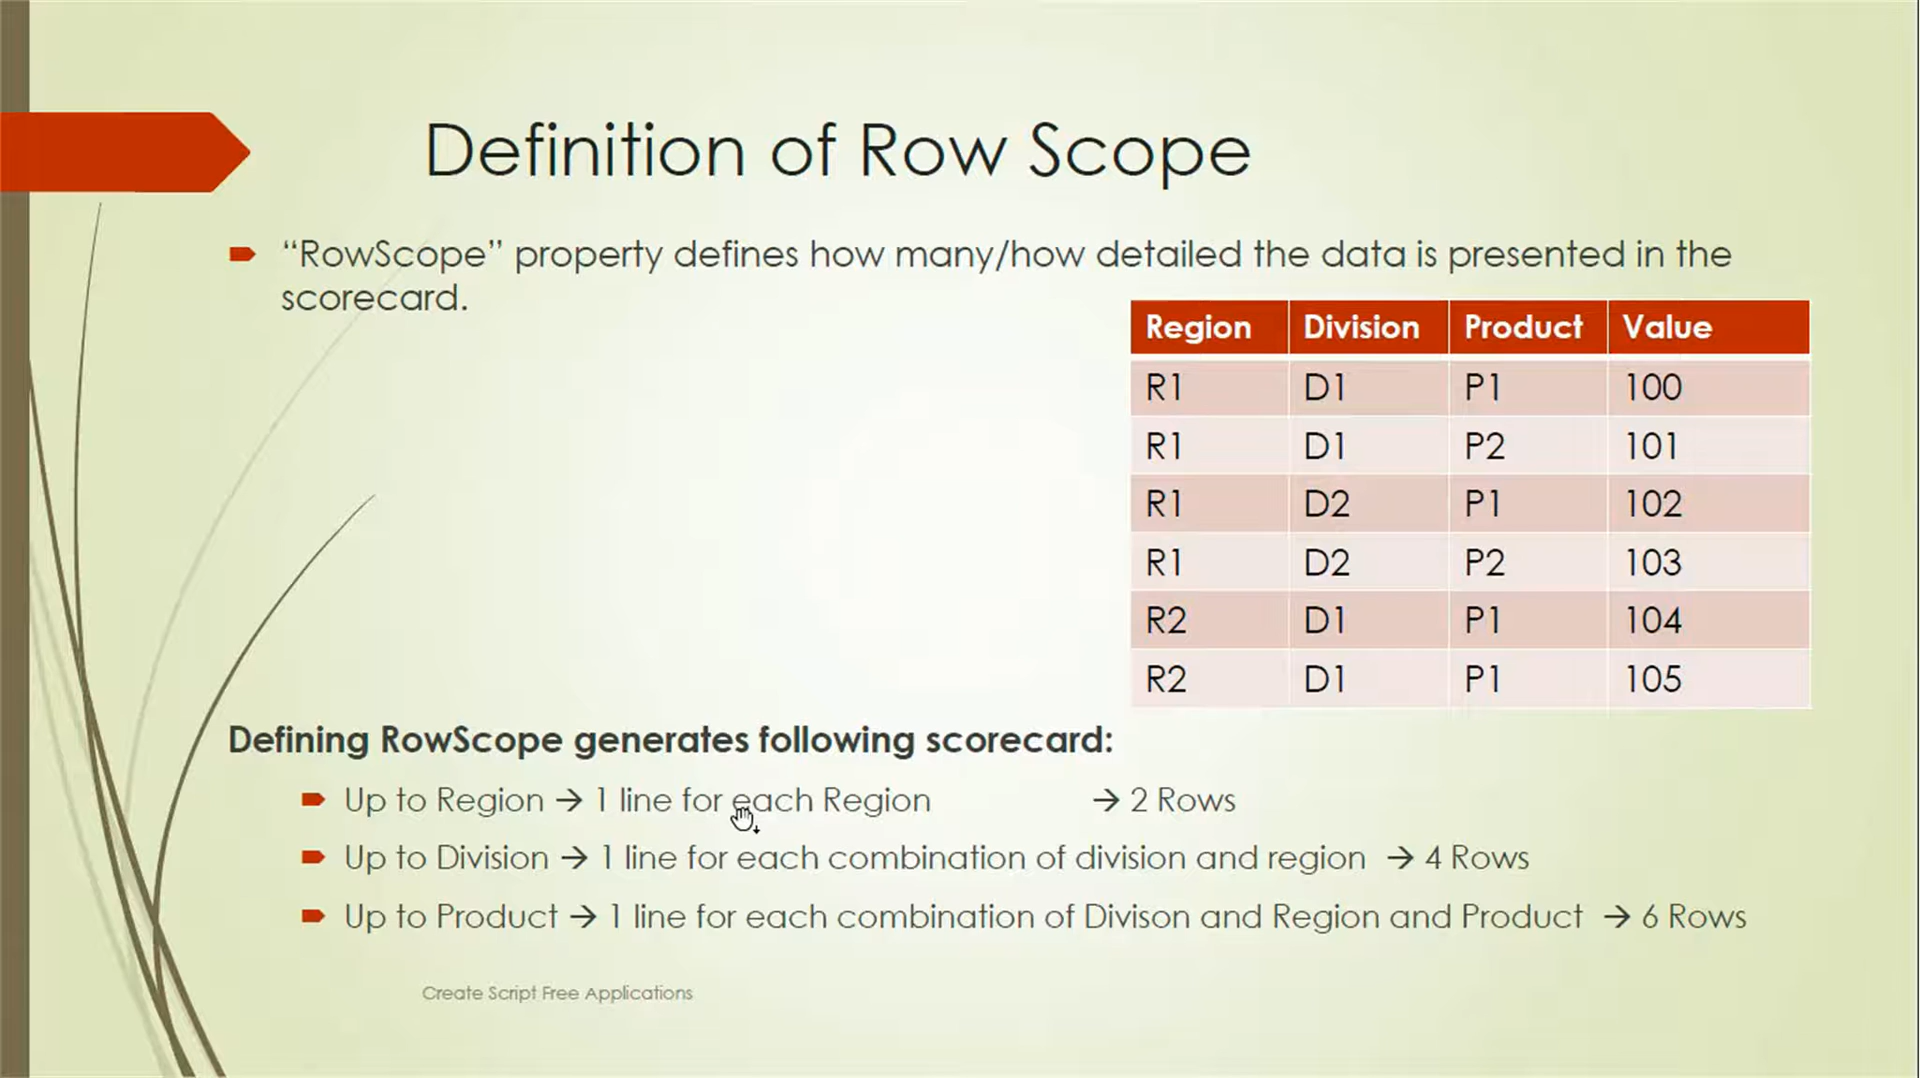 Definition of Row Scope
“RowScope” property defines how many/how detailed the data is presented in the
scorecard.
Region Division Product Value
R1 D1 P1 100
R1 D1 P2 101
R1 D2 P1 102
R1 D2 P2 103
R2 D1 P1 104
R2 D1 P1 105
Defining RowScope generates following scorecard:
Up to Region → 1 line for each Region → 2 Rows
Up to Division → 1 line for each combination of division and region → 4 Rows
Up to Product → 1 line for each combination of Divison and Region and Product → 6 Rows
Create Script Free Applications